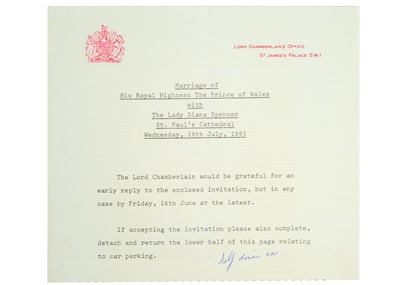 LORD CHAMBERLAIN'S OFFICE
ST JAMES'S PALACE S.W.1.
Marriage of
His Royal Highness The Prince of Wales
with
The Lady Diana Spencer
St. Paul's Cathedral
Wednesday, 29th July, 1981
The Lord Chamberlain would be grateful for an
early reply to the enclosed invitation, but in any
case by Friday, 26th June at the latest.
If accepting the invitation please also complete,
detach and return the lower half of this page relating
to car parking.
car.